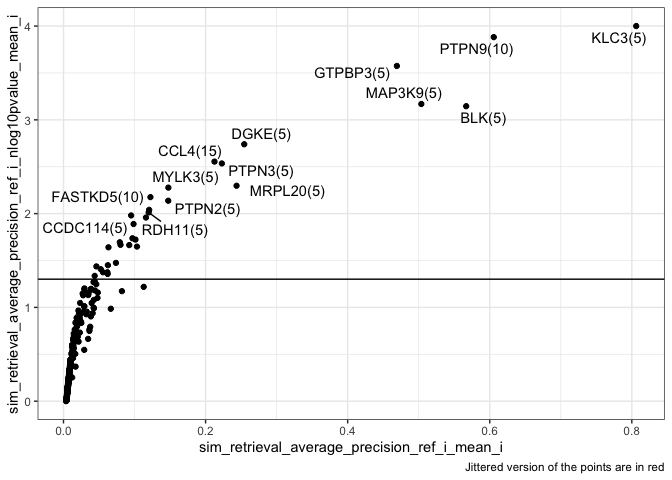 sim_retrieval_average_precision_ref_i_nlog10pvalue_mean_i
4
3
2
1
0
KLC3(5)
PTPN9(10)
GTPBP3(5)
MAP3K9(5)
BLK(5)
DGKE(5)
CCL4(15)
PTPN3(5)
MYLK3(5)
MRPL20(5)
FASTKD5(10)
PTPN2(5)
CCDC114(5)
RDH11(5)
0.0 0.2 0.4 0.6 0.8
sim_retrieval_average_precision_ref_i_mean_i
Jittered version of the points are in red